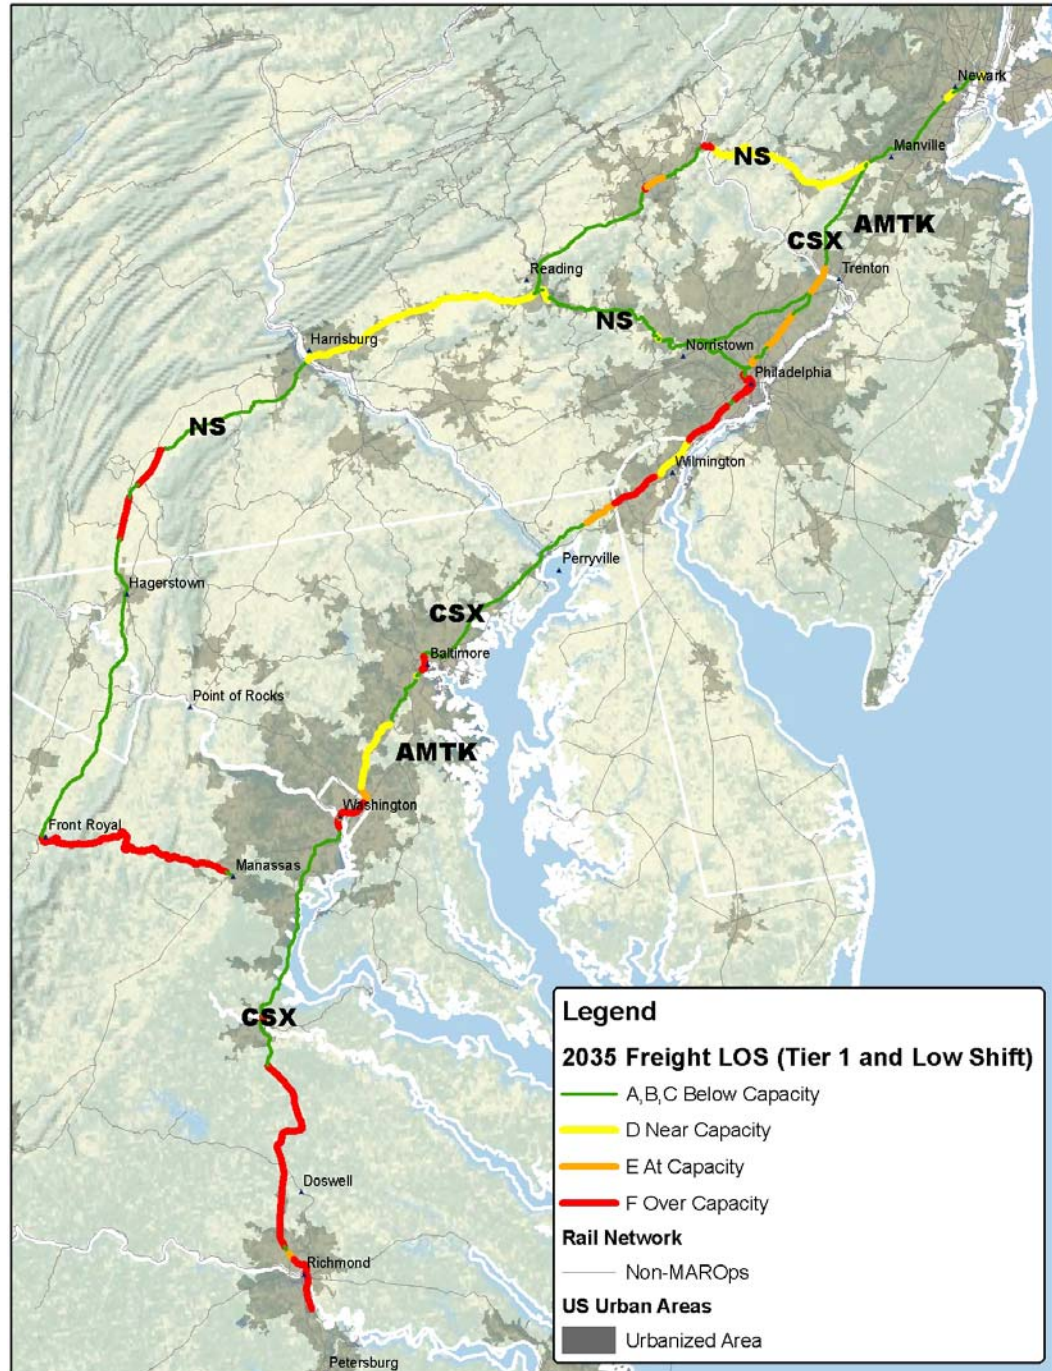 Newark
Manville
NS
AMTK
CSX
Trenton
Reading
NS
Harrisburg
Norristown
Philadelphia
NS
Wilmington
Perryville
Hagerstown
CSX
Baltimore
Point of Rocks
AMTK
Washington
Front Royal
Manassas
CSX
Doswell
Richmond
Petersburg
Legend
2035 Freight LOS (Tier 1 and Low Shift)
A,B,C Below Capacity
D Near Capacity
E At Capacity
F Over Capacity
Rail Network
Non-MAROps
US Urban Areas
Urbanized Area